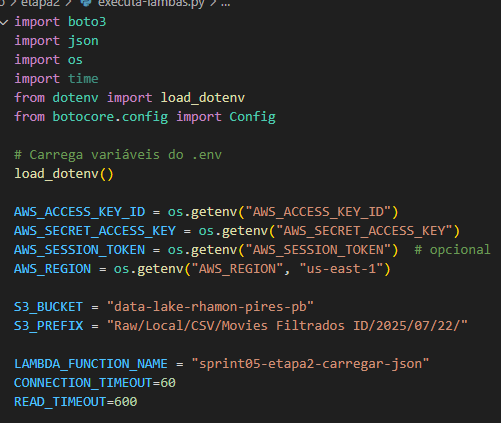 etapa2 > executa-lambas.py > ...
import boto3
import json
import os
import time
from dotenv import load_dotenv
from botocore.config import Config
# Carrega variáveis do .env
load_dotenv()
AWS_ACCESS_KEY_ID = os.getenv("AWS_ACCESS_KEY_ID")
AWS_SECRET_ACCESS_KEY = os.getenv("AWS_SECRET_ACCESS_KEY")
AWS_SESSION_TOKEN = os.getenv("AWS_SESSION_TOKEN")  # opcional
AWS_REGION = os.getenv("AWS_REGION", "us-east-1")
S3_BUCKET = "data-lake-rhamon-pires-pb"
S3_PREFIX = "Raw/Local/CSV/Movies Filtrados ID/2025/07/22/"
LAMBDA_FUNCTION_NAME = "sprint05-etapa2-carregar-json"
CONNECTION_TIMEOUT=60
READ_TIMEOUT=600